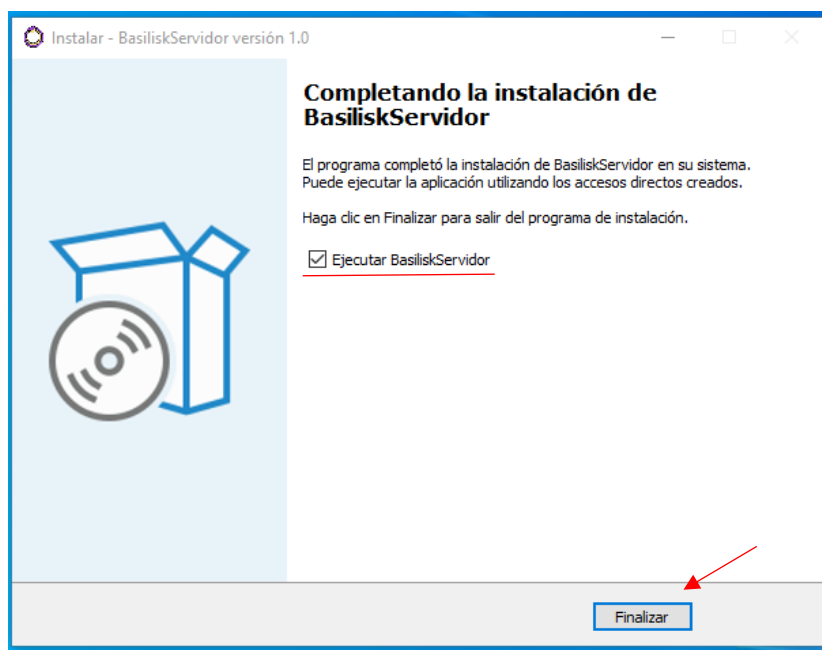 Instalar - BasiliskServidor versión 1.0
Completando la instalación de
BasiliskServidor
El programa completó la instalación de BasiliskServidor en su sistema.
Puede ejecutar la aplicación utilizando los accesos directos creados.
Haga clic en Finalizar para salir del programa de instalación.
Ejecutar BasiliskServidor
Finalizar